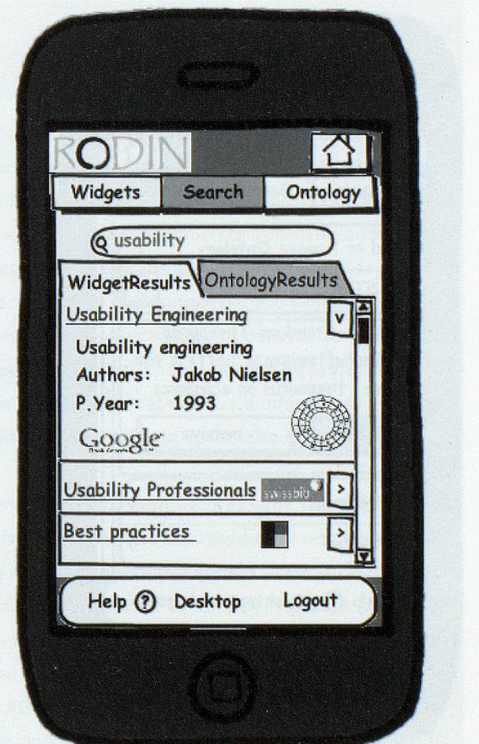 RODIN
Widgets Search Ontology
usability
WidgetResults OntologyResults
Usability Engineering v
Usability engineering
Authors: Jakob Nielsen
P.Year: 1993
Google
Usability Professionals swissbib >
Best practices >
Help ? Desktop Logout